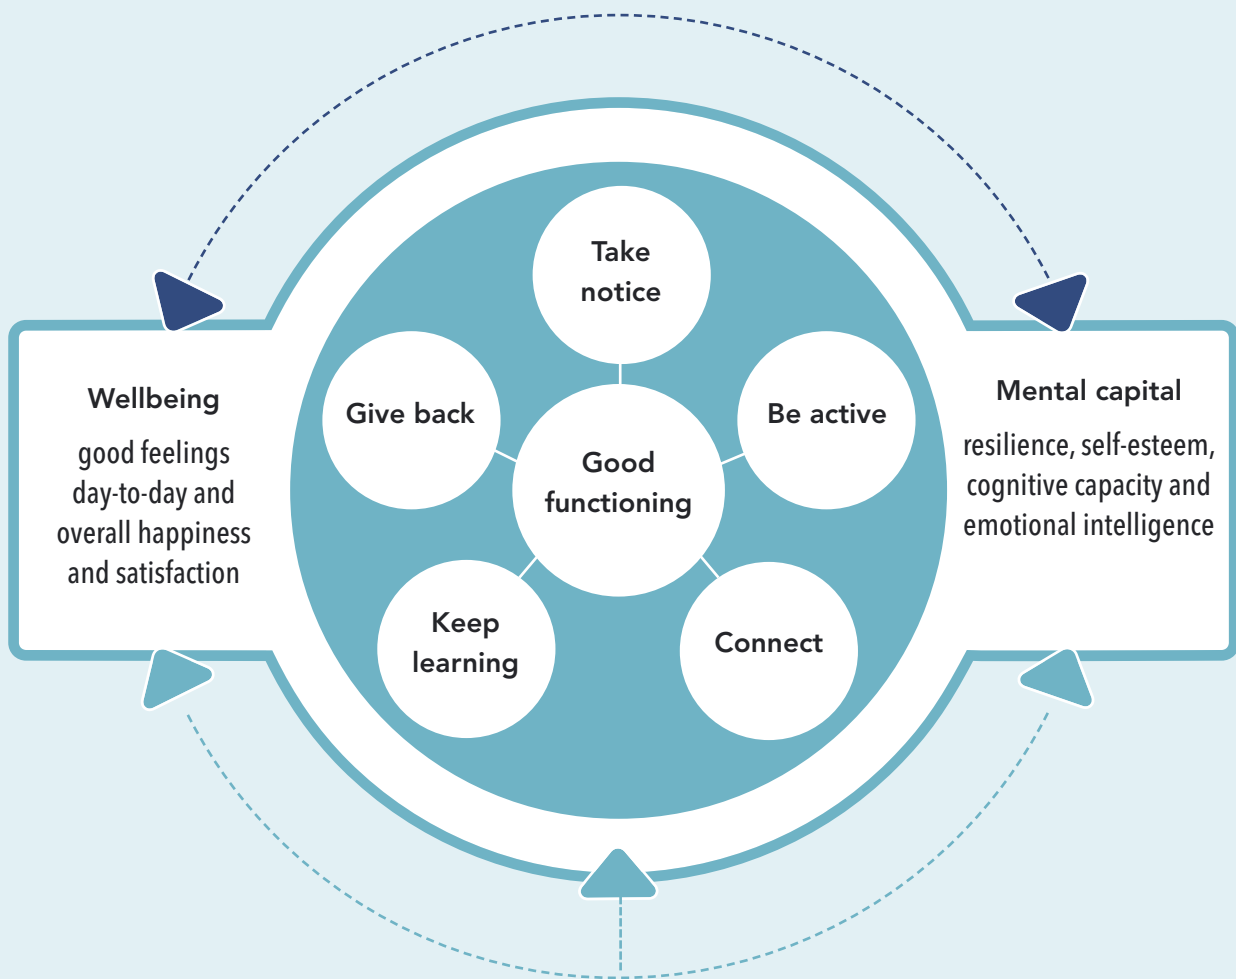 Take
notice
Give back
Be active
Good
functioning
Keep
learning
Connect
Wellbeing
good feelings
day-to-day and
overall happiness
and satisfaction
Mental capital
resilience, self-esteem,
cognitive capacity and
emotional intelligence